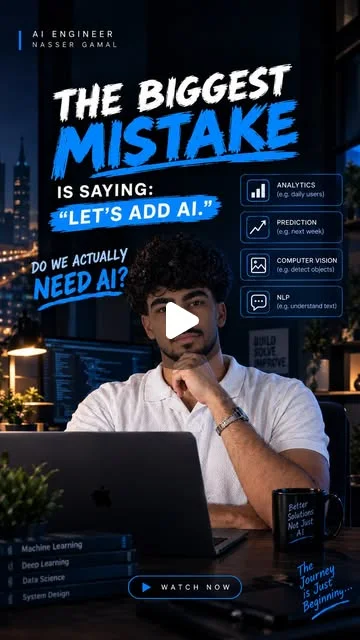 AI ENGINEER
NASSER GAMAL
THE BIGGEST
MISTAKE
IS SAYING:
“LET’S ADD AI.”
DO WE ACTUALLY
NEED AI?
ANALYTICS
(e.g. daily users)
PREDICTION
(e.g. next week)
COMPUTER VISION
(e.g. detect objects)
NLP
(e.g. understand text)
BUILD
SOLVE
IMPROVE
Better
Solutions
Not Just
AI
Machine Learning
Deep Learning
Data Science
System Design
WATCH NOW
The
Journey
is Just
Beginning...